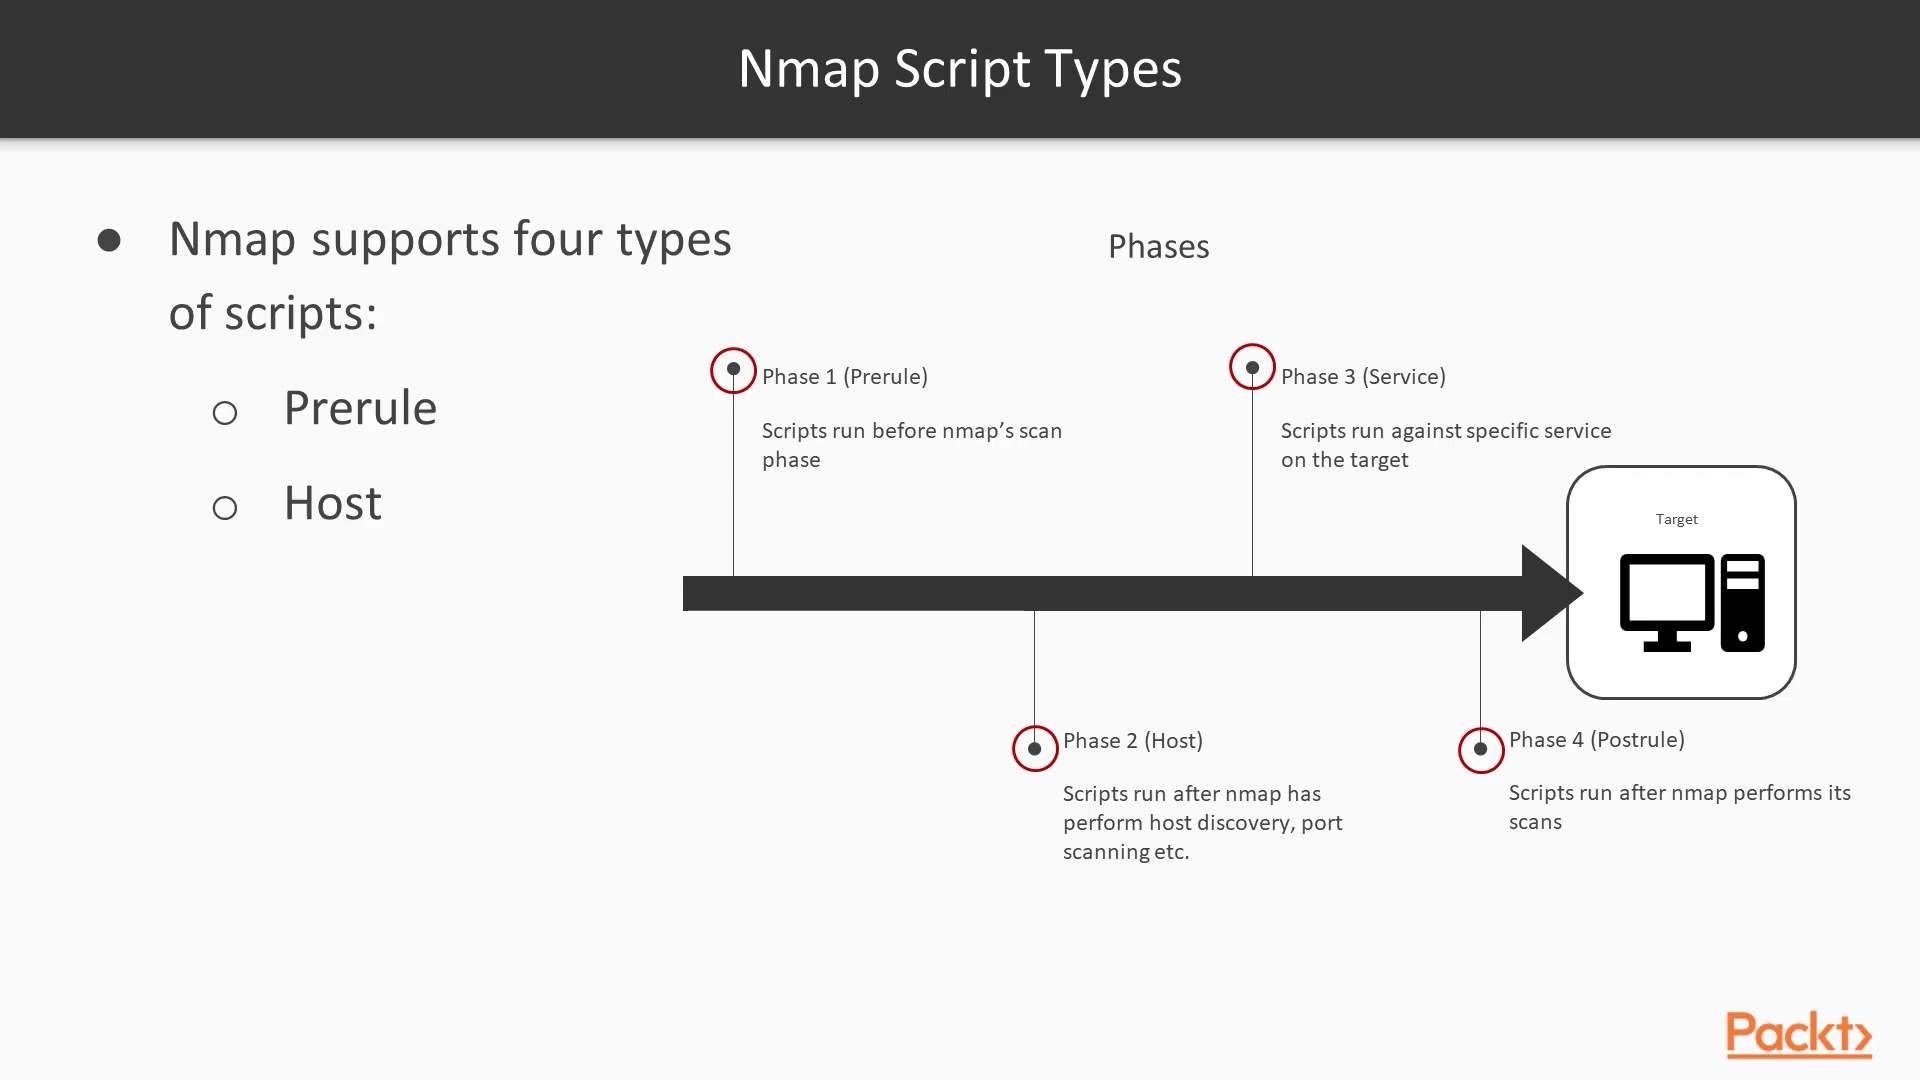 Nmap Script Types
Nmap supports four types
of scripts:
Prerule
Host
Phases
Phase 1 (Prerule)
Scripts run before nmap’s scan
phase
Phase 3 (Service)
Scripts run against specific service
on the target
Target
Phase 2 (Host)
Scripts run after nmap has
perform host discovery, port
scanning etc.
Phase 4 (Postrule)
Scripts run after nmap performs its
scans
Packt